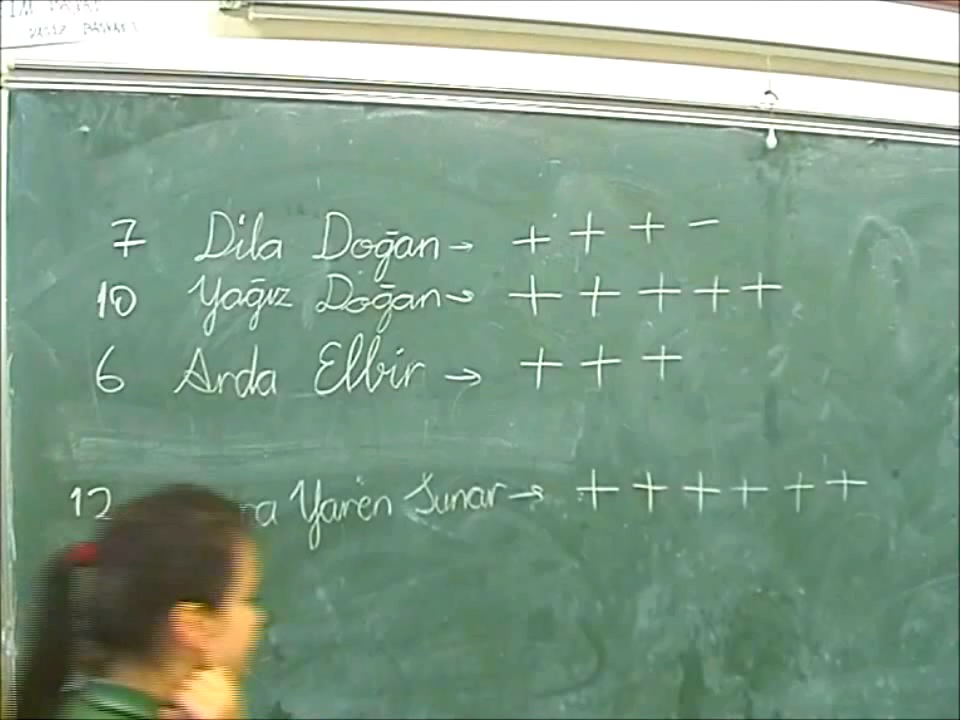 7 Dila Doğan → + + + −
10 Yağız Doğan → + + + + +
6 Arda Elbir → + + +
12 Yaren Sunar → + + + + + +